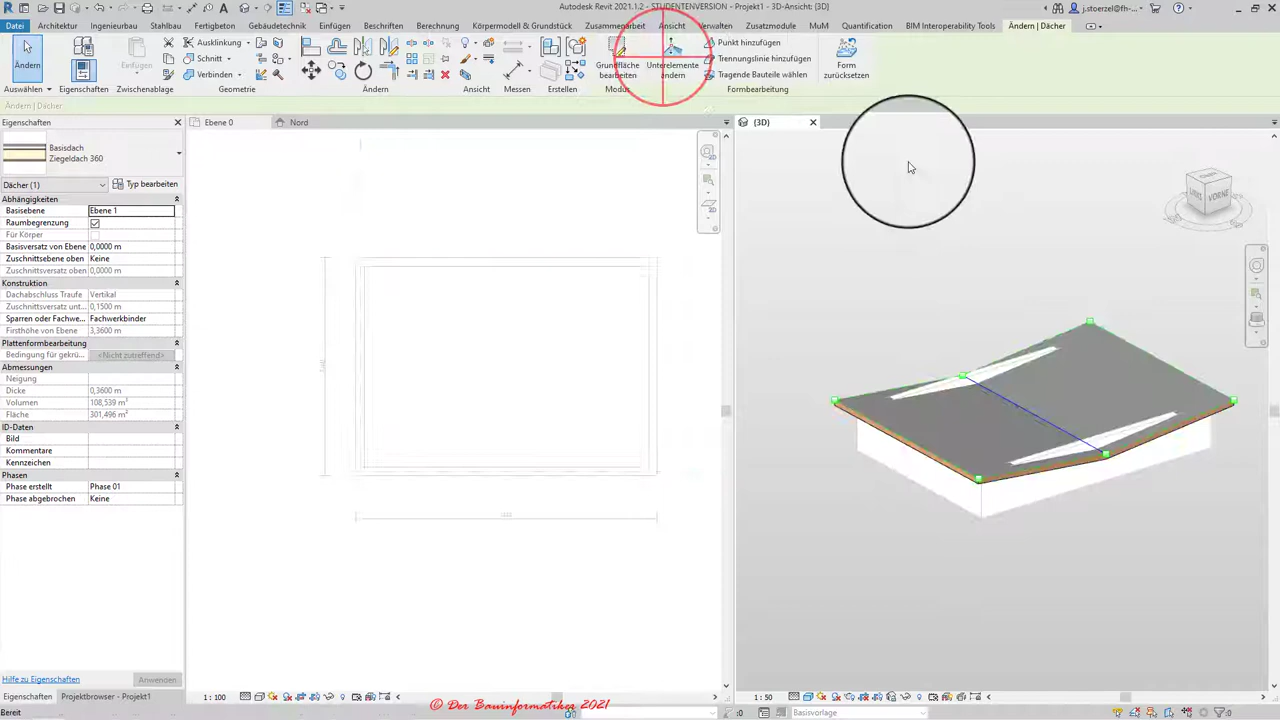 Autodesk Revit 2021.1.2 - STUDENTENVERSION - Projekt1 - 3D-Ansicht: {3D}
j.stoerzel@fh-...
Datei Architektur Ingenieurbau Stahlbau Fertigbeton Gebäudetechnik Einfügen Beschriften Berechnung Körpermodell & Grundstück Zusammenarbeit Ansicht Verwalten Zusatzmodule MuM Quantification BIM Interoperability Tools Ändern | Dächer
Ausklinkung
Schnitt
Verbinden
Punkt hinzufügen
Trennungslinie hinzufügen
Tragende Bauteile wählen
Ändern
Einfügen
Grundfläche bearbeiten
Unterelemente ändern
Form zurücksetzen
Auswählen Eigenschaften Zwischenablage Geometrie Ändern Ansicht Messen Erstellen Modus Formbearbeitung
Ändern | Dächer
Eigenschaften
Ebene 0
Nord
{3D}
Basisdach
Ziegeldach 360
Dächer (1)
Typ bearbeiten
Abhängigkeiten
Basisebene Ebene 1
Raumbegrenzung
Für Körper
Basisversatz von Ebene 0,0000 m
Zuschnittsebene oben Keine
Zuschnittsversatz oben 0,0000 m
Konstruktion
Dachabschluss Traufe Vertikal
Zuschnittsversatz unt... 0,1500 m
Sparren oder Fachwe... Fachwerkbinder
Firsthöhe von Ebene 3,3600 m
Plattenformbearbeitung
Bedingung für gekrü... <Nicht zutreffend>
Abmessungen
Neigung
Dicke 0,3600 m
Volumen 108,539 m³
Fläche 301,496 m²
ID-Daten
Bild
Kommentare
Kennzeichen
Phasen
Phase erstellt Phase 01
Phase abgebrochen Keine
VORNE
Hilfe zu Eigenschaften
Anwenden
Eigenschaften
Projektbrowser - Projekt1
1 : 100
1 : 50
Bereit
© Der Bauinformatiker 2021
:0
Basisvorlage
:0